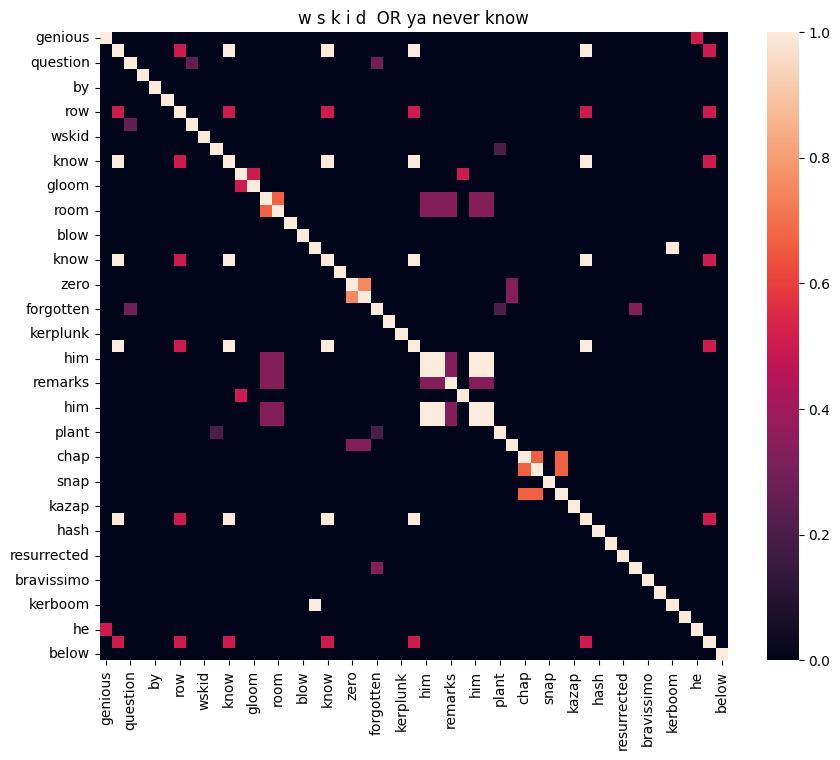 w s k i d  OR ya never know
genious
question
by
row
wskid
know
gloom
room
blow
know
zero
forgotten
kerplunk
him
remarks
him
plant
chap
snap
kazap
hash
resurrected
bravissimo
kerboom
he
below
1.0
0.8
0.6
0.4
0.2
0.0
genious
question
by
row
wskid
know
gloom
room
blow
know
zero
forgotten
kerplunk
him
remarks
him
plant
chap
snap
kazap
hash
resurrected
bravissimo
kerboom
he
below